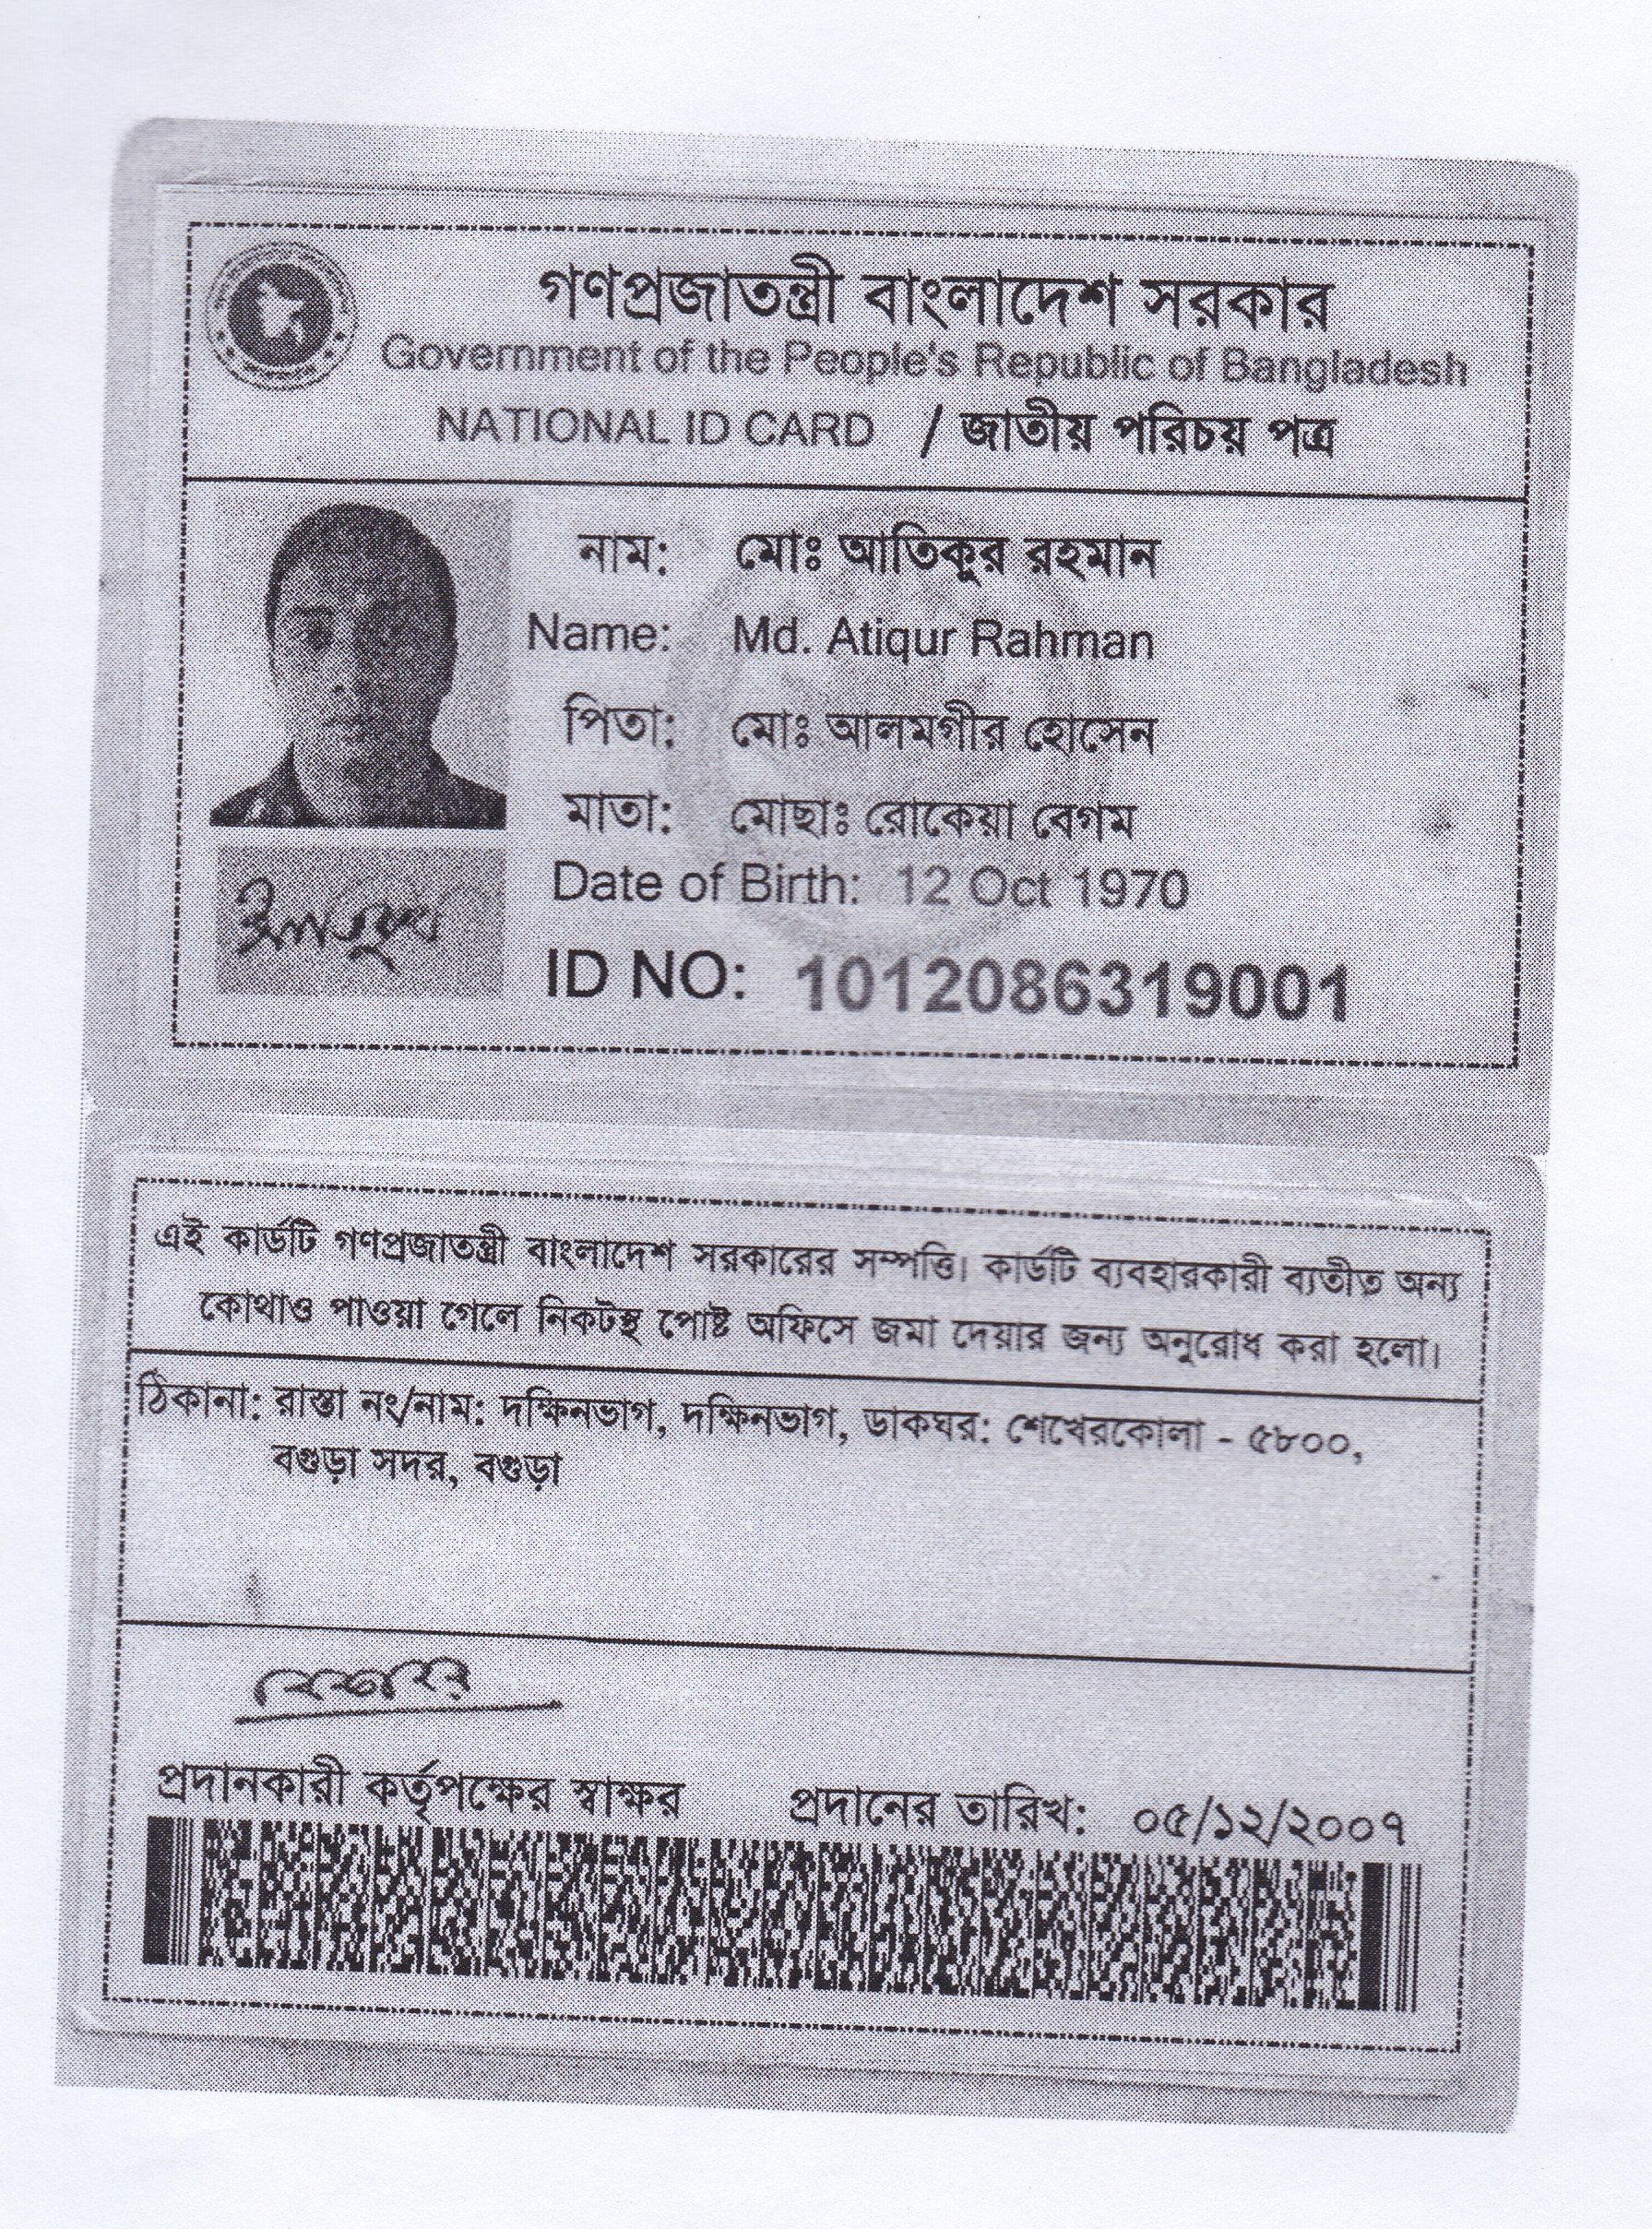 গণপ্রজাতন্ত্রী বাংলাদেশ সরকার
Government of the People's Republic of Bangladesh
NATIONAL ID CARD / জাতীয় পরিচয় পত্র
নাম: মোঃ আতিকুর রহমান
Name: Md. Atiqur Rahman
পিতা: মোঃ আলমগীর হোসেন
মাতা: মোছাঃ রোকেয়া বেগম
Date of Birth: 12 Oct 1970
ID NO: 1012086319001
এই কার্ডটি গণপ্রজাতন্ত্রী বাংলাদেশ সরকারের সম্পত্তি। কার্ডটি ব্যবহারকারী ব্যতীত অন্য
কোথাও পাওয়া গেলে নিকটস্থ পোষ্ট অফিসে জমা দেয়ার জন্য অনুরোধ করা হলো।
ঠিকানা: রাস্তা নং/নাম: দক্ষিনভাগ, দক্ষিনভাগ, ডাকঘর: শেখেরকোলা - ৫৮০০,
বগুড়া সদর, বগুড়া
প্রদানকারী কর্তৃপক্ষের স্বাক্ষর প্রদানের তারিখ: ০৫/১২/২০০৭